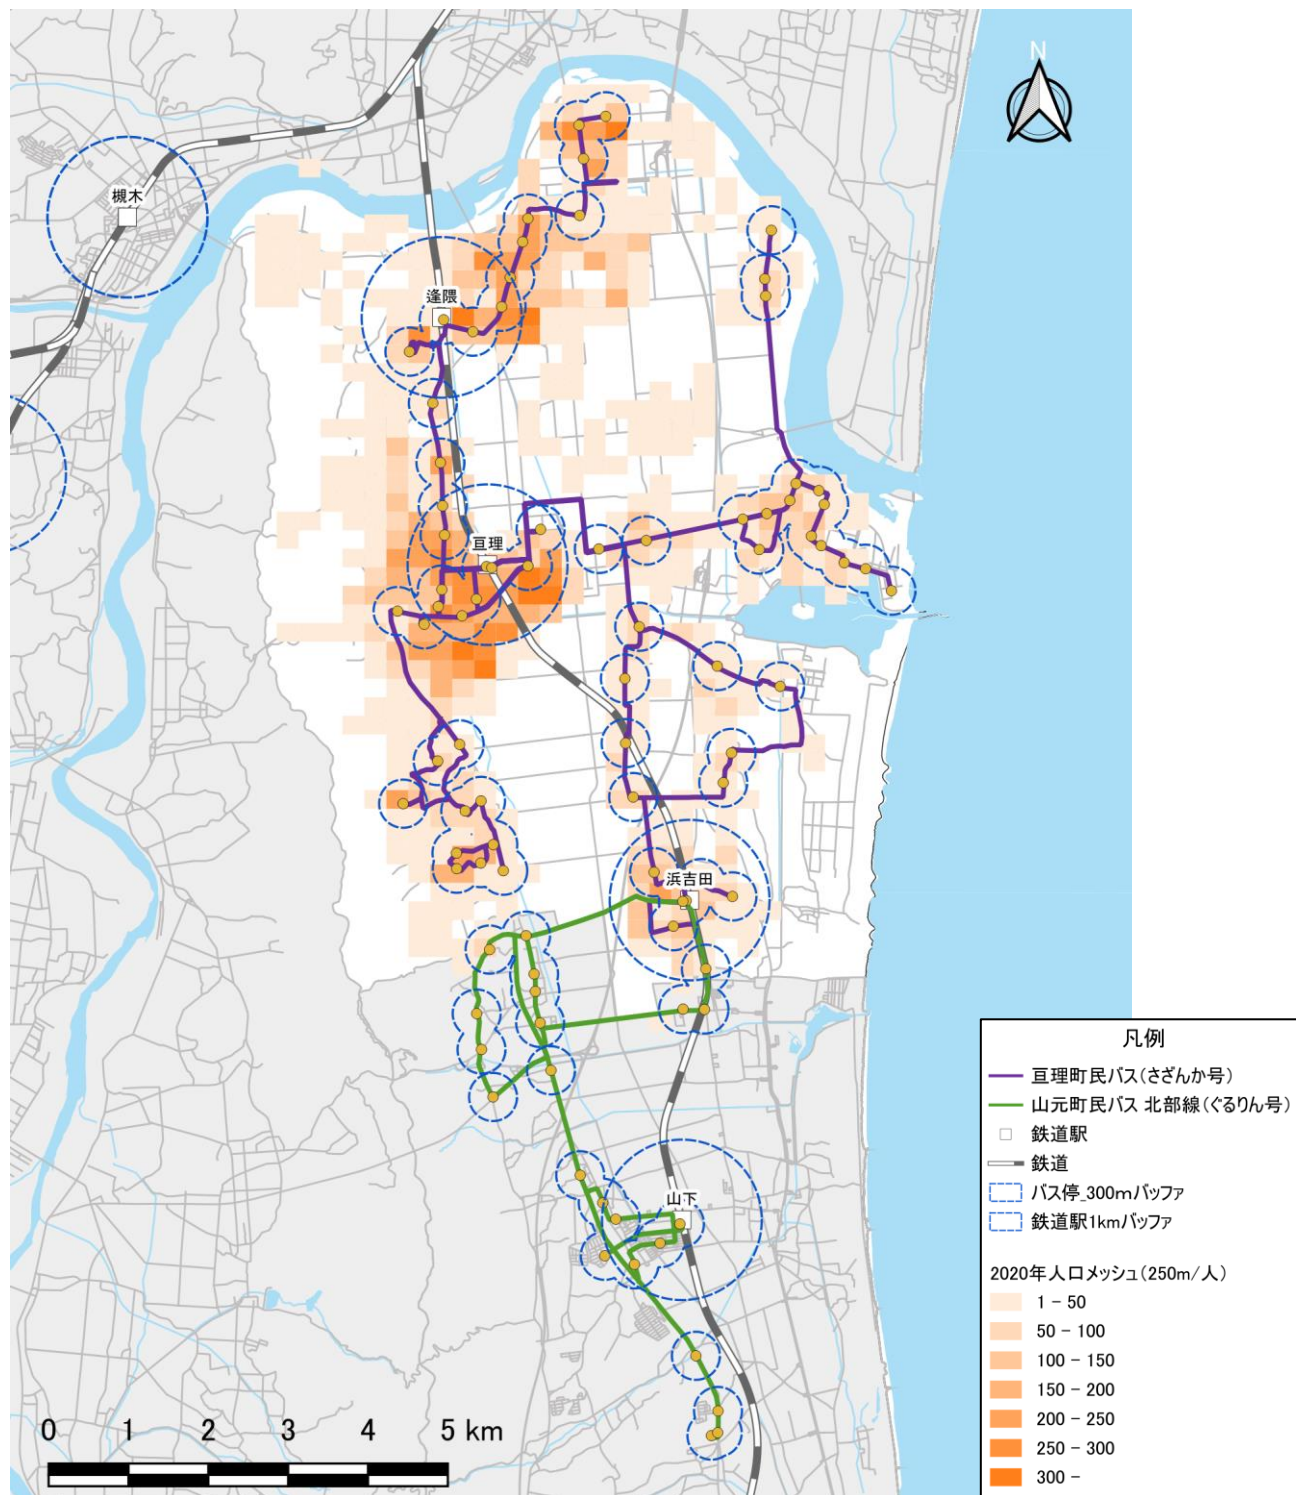 N
槻木
逢隈
亘理
浜吉田
山下
凡例
亘理町民バス(さざんか号)
山元町民バス 北部線(ぐるりん号)
鉄道駅
鉄道
バス停_300mバッファ
鉄道駅1kmバッファ
2020年人口メッシュ(250m/人)
1 - 50
50 - 100
100 - 150
150 - 200
200 - 250
250 - 300
300 -
0 1 2 3 4 5 km